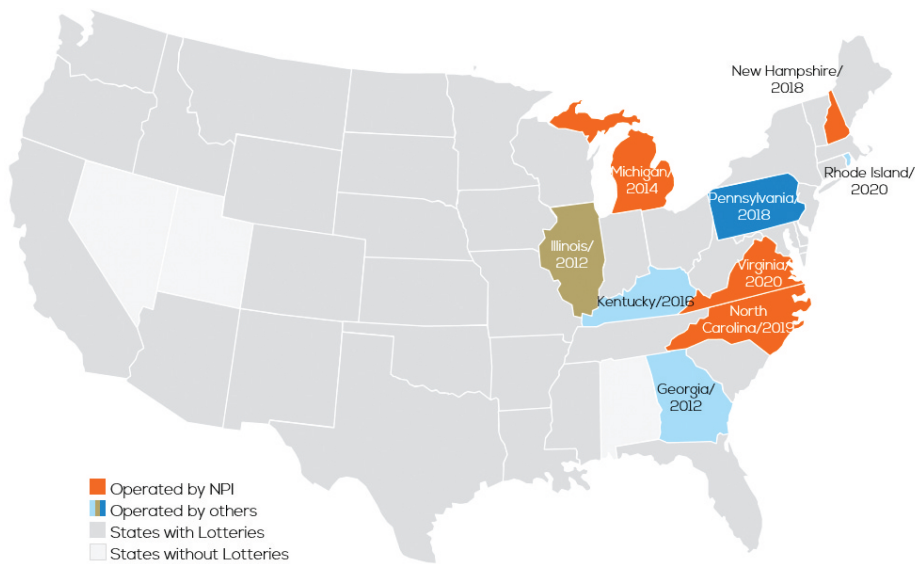 New Hampshire/
2018
Michigan/
2014
Rhode Island/
2020
Pennsylvania/
2018
Illinois/
2012
Virginia/
2020
Kentucky/2016
North
Carolina/2019
Georgia/
2012
Operated by NPI
Operated by others
States with Lotteries
States without Lotteries